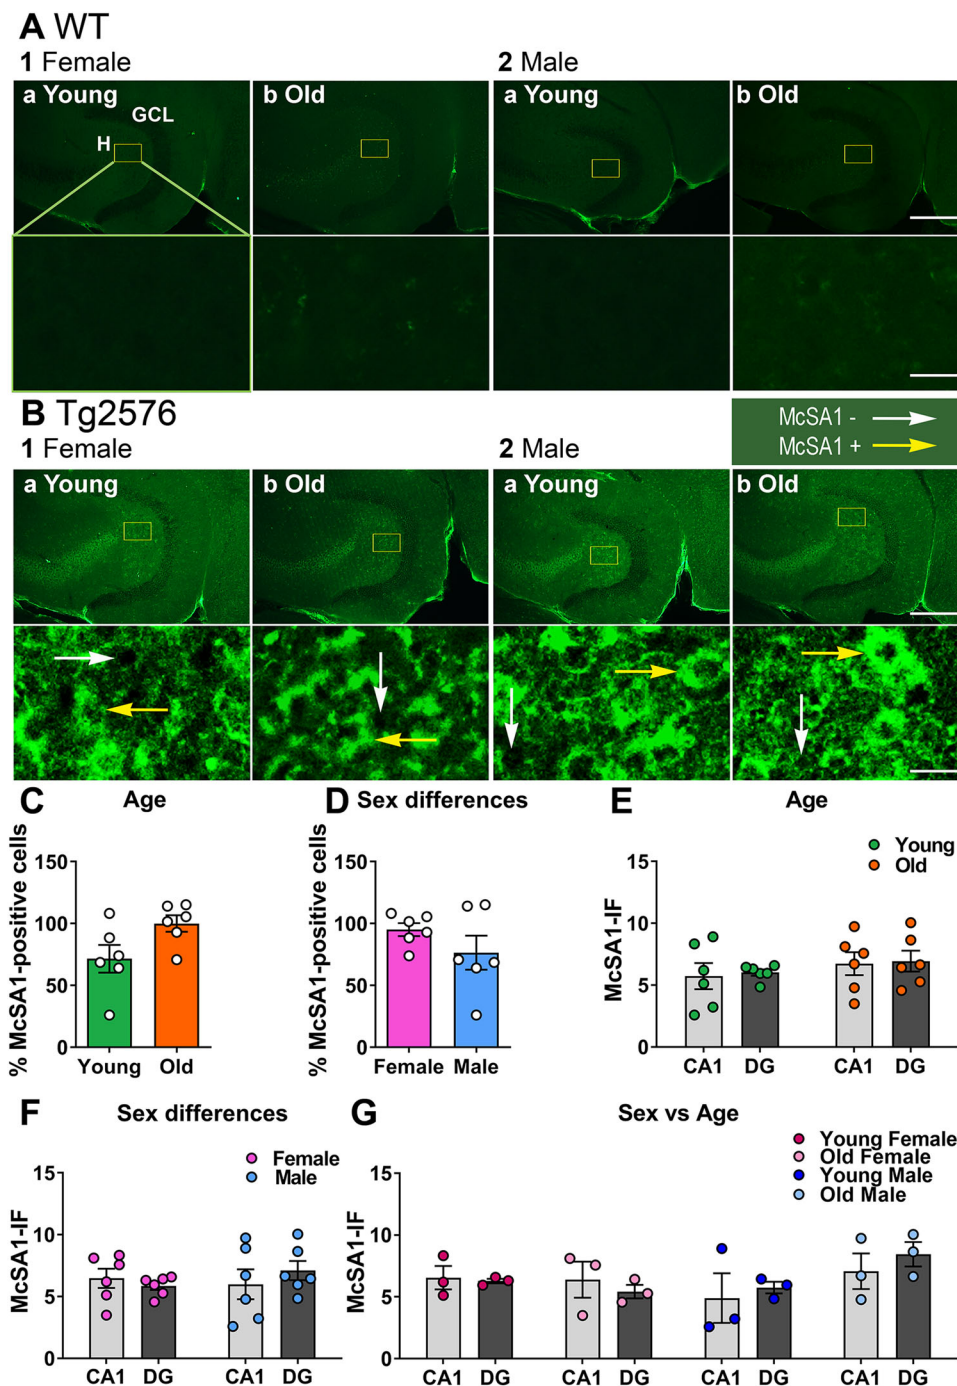 A WT
1 Female
2 Male
a Young
GCL
H
b Old
a Young
b Old
B Tg2576
McSA1 -
McSA1 +
1 Female
2 Male
a Young
b Old
a Young
b Old
C
Age
% McSA1-positive cells
150
100
50
0
Young
Old
D
Sex differences
% McSA1-positive cells
150
100
50
0
Female
Male
E
Age
Young
Old
McSA1-IF
15
10
5
0
CA1
DG
CA1
DG
F
Sex differences
Female
Male
McSA1-IF
15
10
5
0
CA1
DG
CA1
DG
G
Sex vs Age
Young Female
Old Female
Young Male
Old Male
McSA1-IF
15
10
5
0
CA1
DG
CA1
DG
CA1
DG
CA1
DG